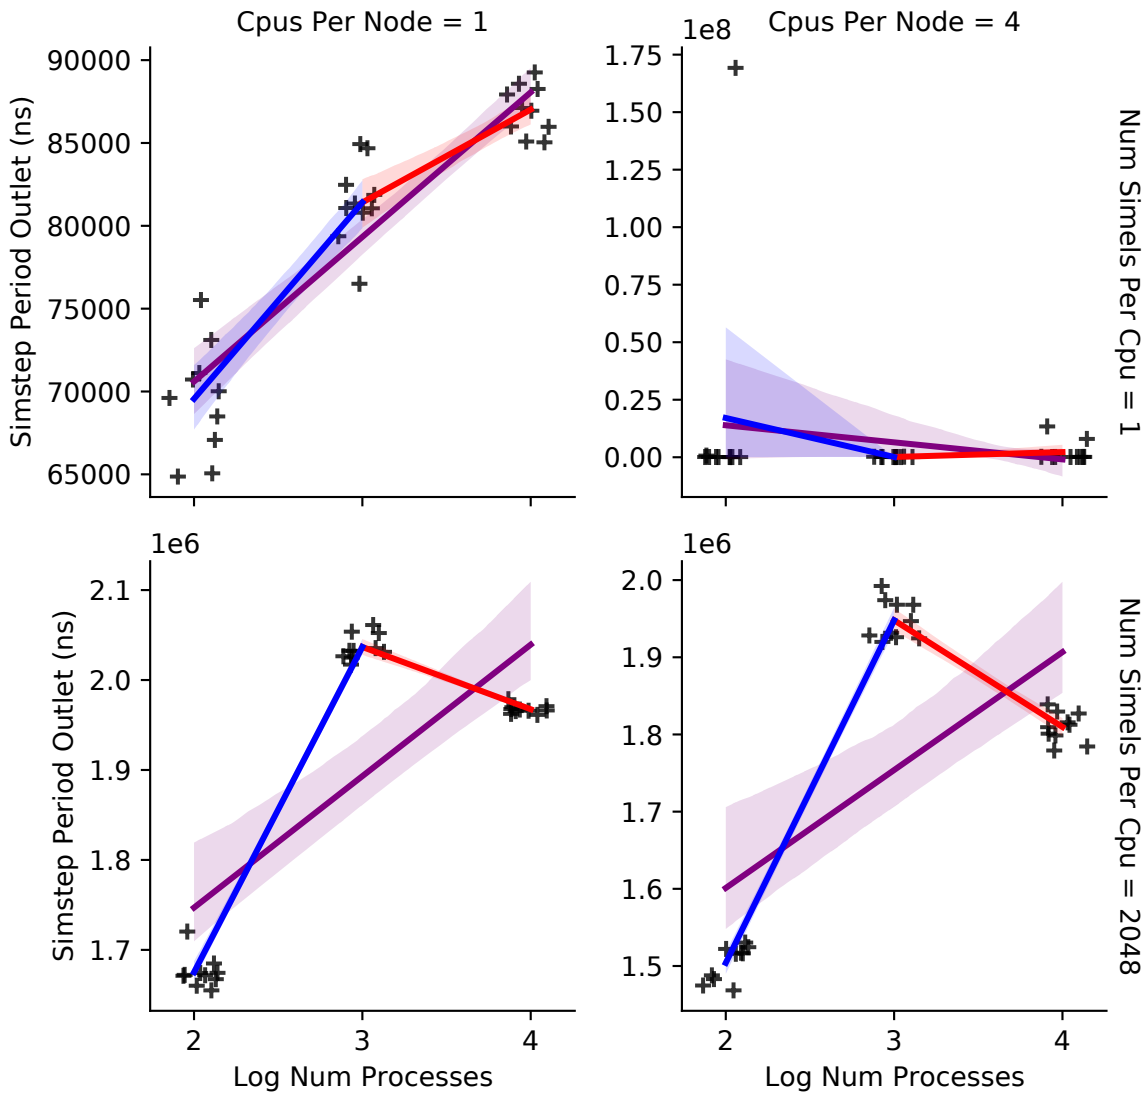 Cpus Per Node = 1
Cpus Per Node = 4
1e8
90000
85000
80000
75000
70000
65000
Simstep Period Outlet (ns)
1.75
1.50
1.25
1.00
0.75
0.50
0.25
0.00
Num Simels Per Cpu = 1
1e6
2.1
2.0
1.9
1.8
1.7
Simstep Period Outlet (ns)
2
3
4
Log Num Processes
1e6
2.0
1.9
1.8
1.7
1.6
1.5
2
3
4
Log Num Processes
Num Simels Per Cpu = 2048